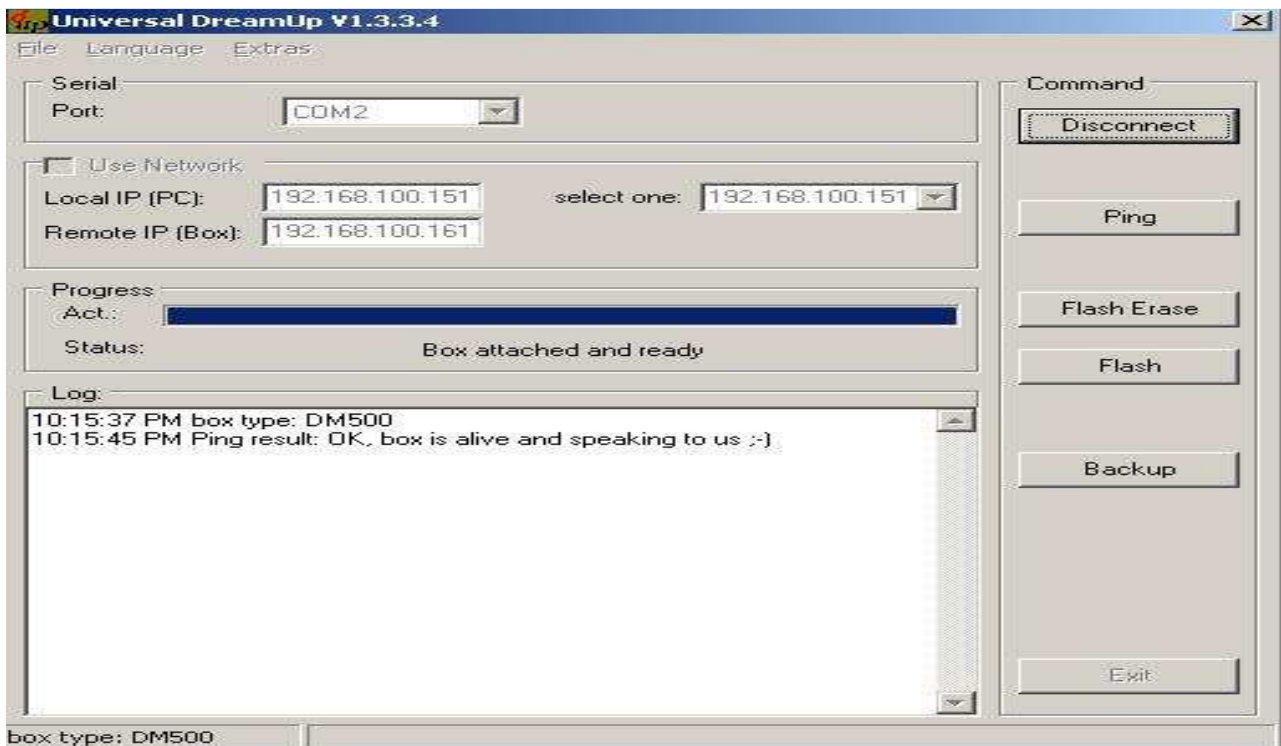 Universal DreamUp V1.3.3.4
File Language Extras
Serial
Port: COM2
Use Network
Local IP (PC): 192.168.100.151 select one: 192.168.100.151
Remote IP (Box): 192.168.100.161
Progress
Act.:
Status: Box attached and ready
Log:
10:15:37 PM box type: DM500
10:15:45 PM Ping result: OK, box is alive and speaking to us ;-)
Command
Disconnect
Ping
Flash Erase
Flash
Backup
Exit
box type: DM500